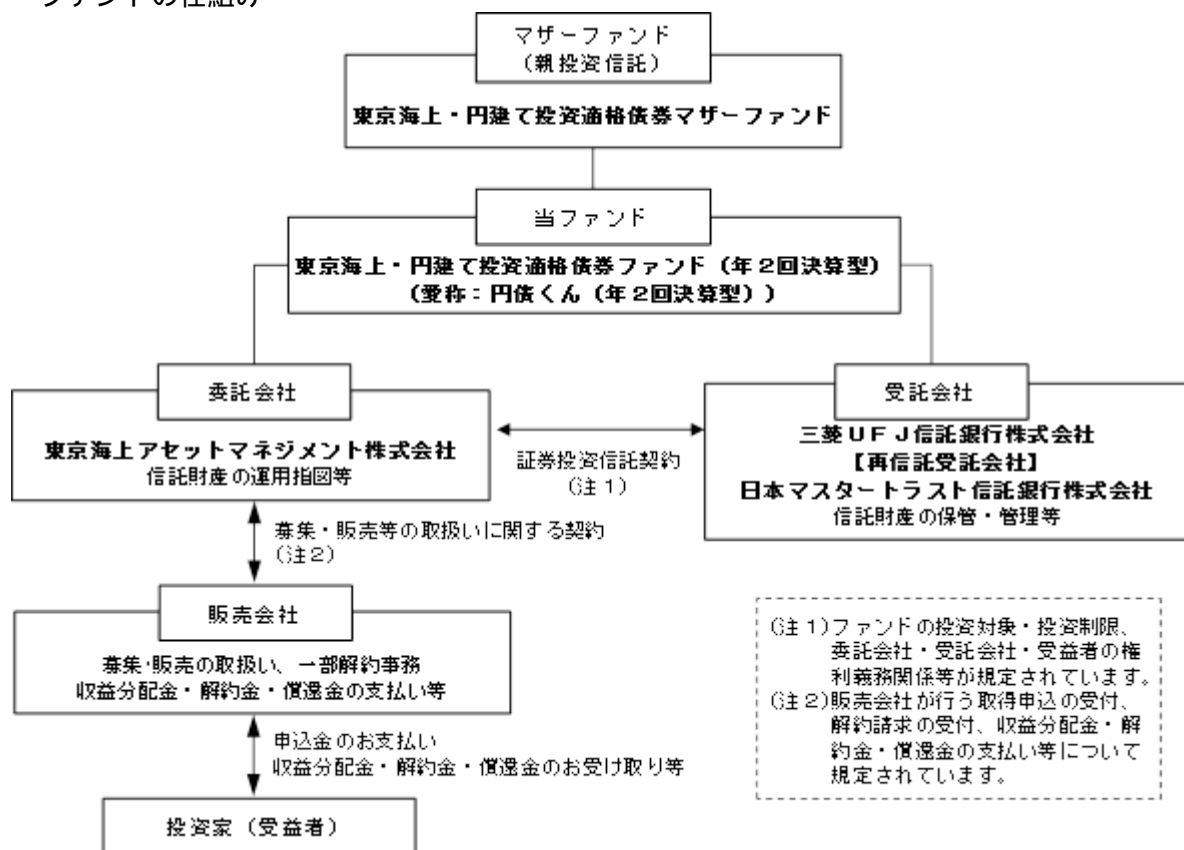 ファンドの仕組み
マザーファンド
(親投資信託)
東京海上・円建て投資適格債券マザーファンド
当ファンド
東京海上・円建て投資適格債券ファンド(年2回決算型)
(愛称:円債くん(年2回決算型))
委託会社
東京海上アセットマネジメント株式会社
信託財産の運用指図等
証券投資信託契約
(注1)
受託会社
三菱UFJ信託銀行株式会社
【再信託受託会社】
日本マスタートラスト信託銀行株式会社
信託財産の保管・管理等
募集・販売等の取扱いに関する契約
(注2)
販売会社
募集・販売の取扱い、一部解約事務
収益分配金・解約金・償還金の支払い等
申込金のお支払い
収益分配金・解約金・償還金のお受け取り等
投資家(受益者)
(注1)ファンドの投資対象・投資制限、
委託会社・受託会社・受益者の権
利義務関係等が規定されています。
(注2)販売会社が行う取得申込の受付、
解約請求の受付、収益分配金・解
約金・償還金の支払い等について
規定されています。